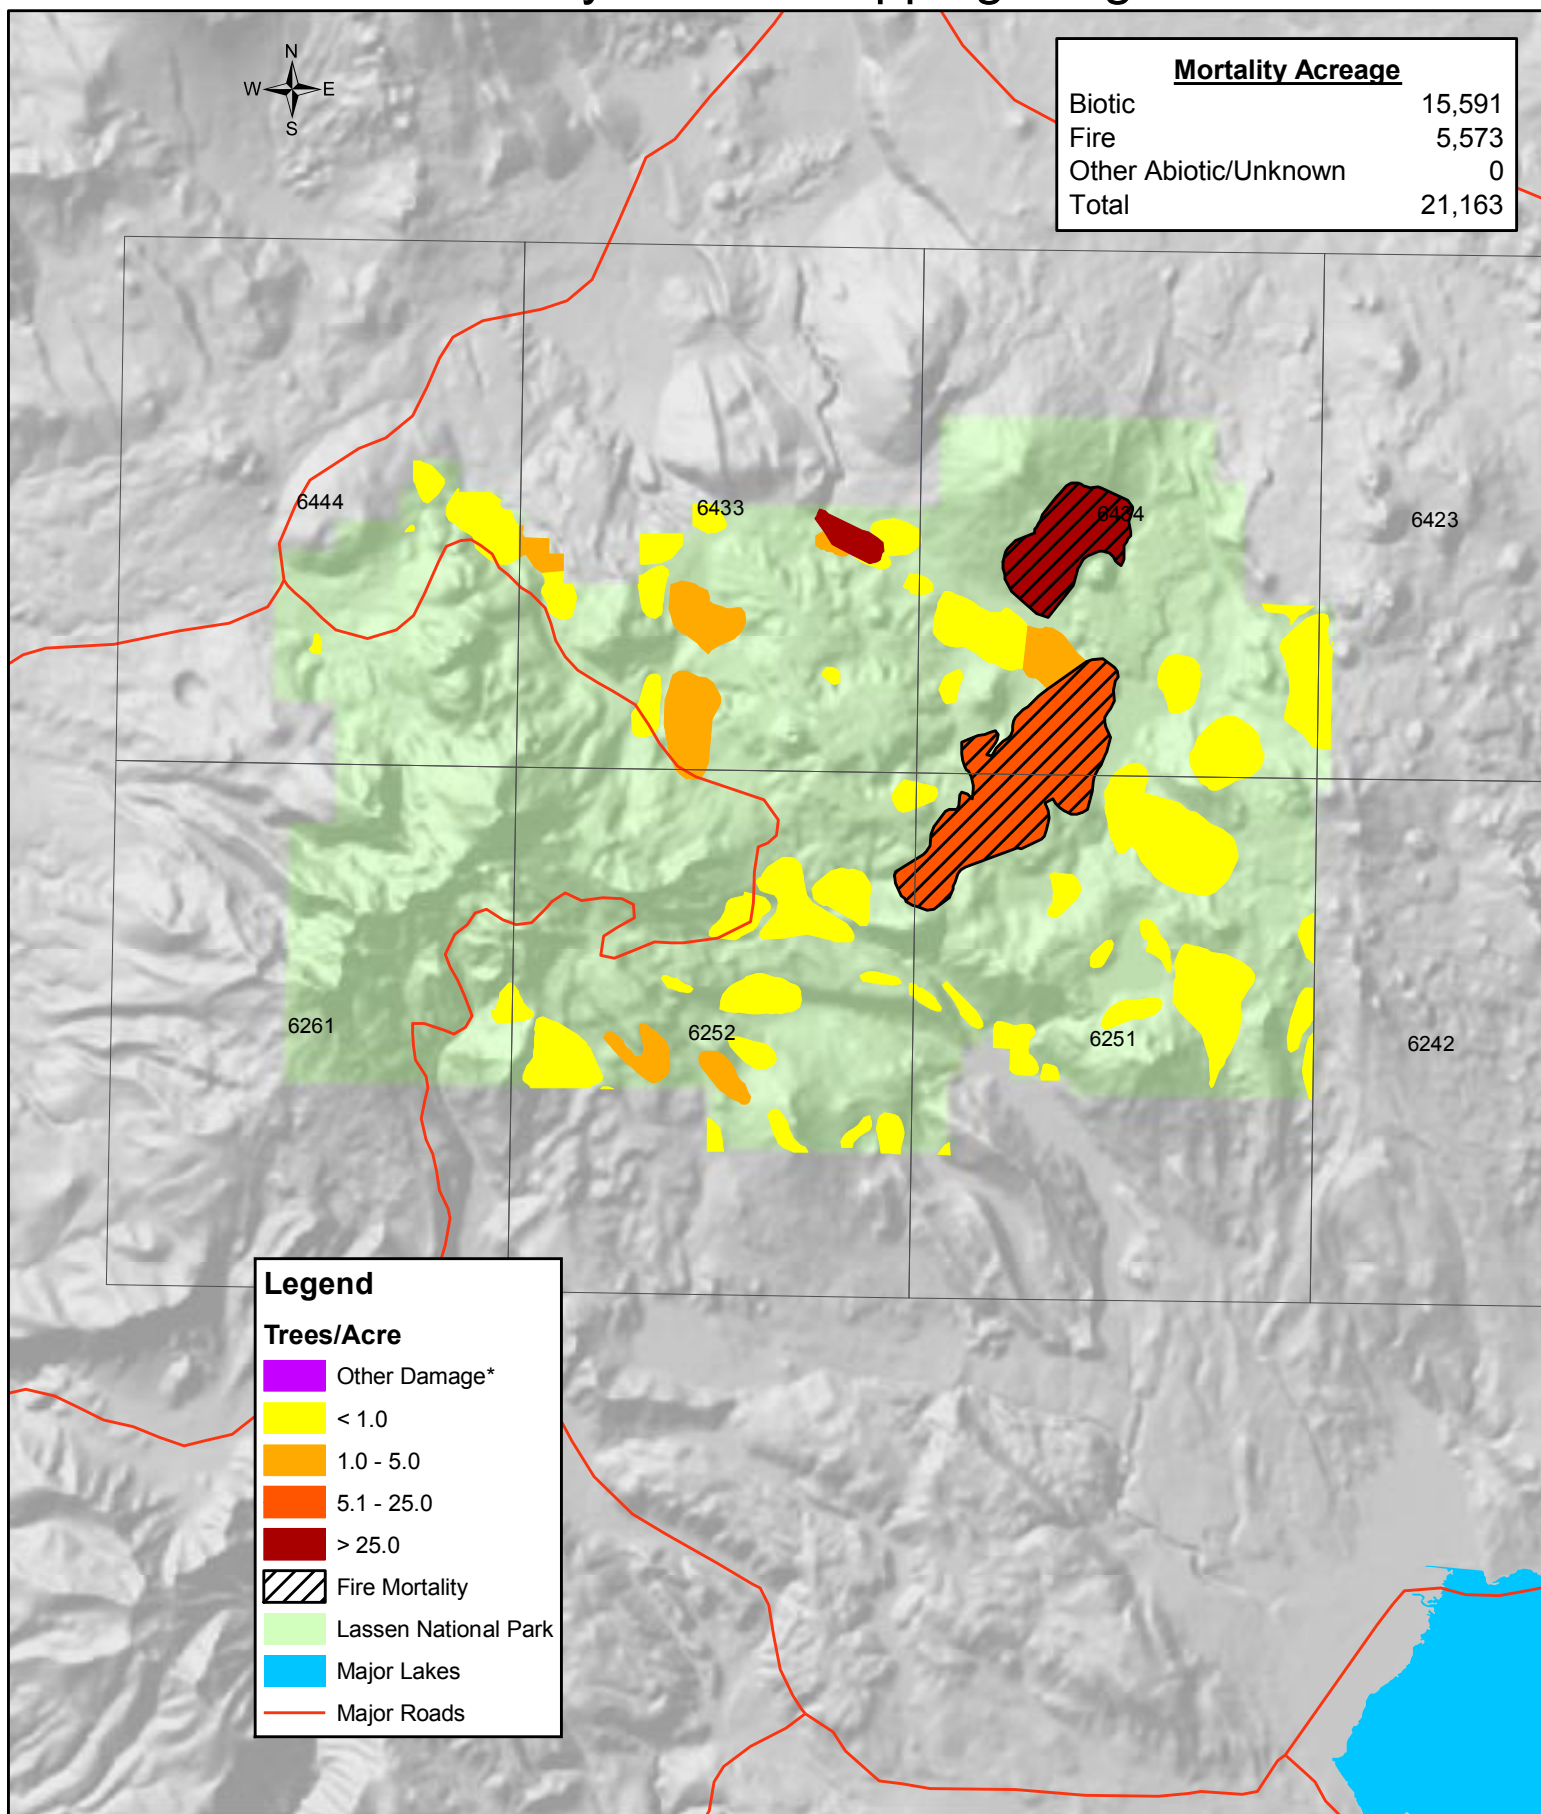 N
W E
S
Mortality Acreage
Biotic 15,591
Fire 5,573
Other Abiotic/Unknown 0
Total 21,163
6444
6433
6434
6423
6261
6252
6251
6242
Legend
Trees/Acre
Other Damage*
< 1.0
1.0 - 5.0
5.1 - 25.0
> 25.0
Fire Mortality
Lassen National Park
Major Lakes
Major Roads